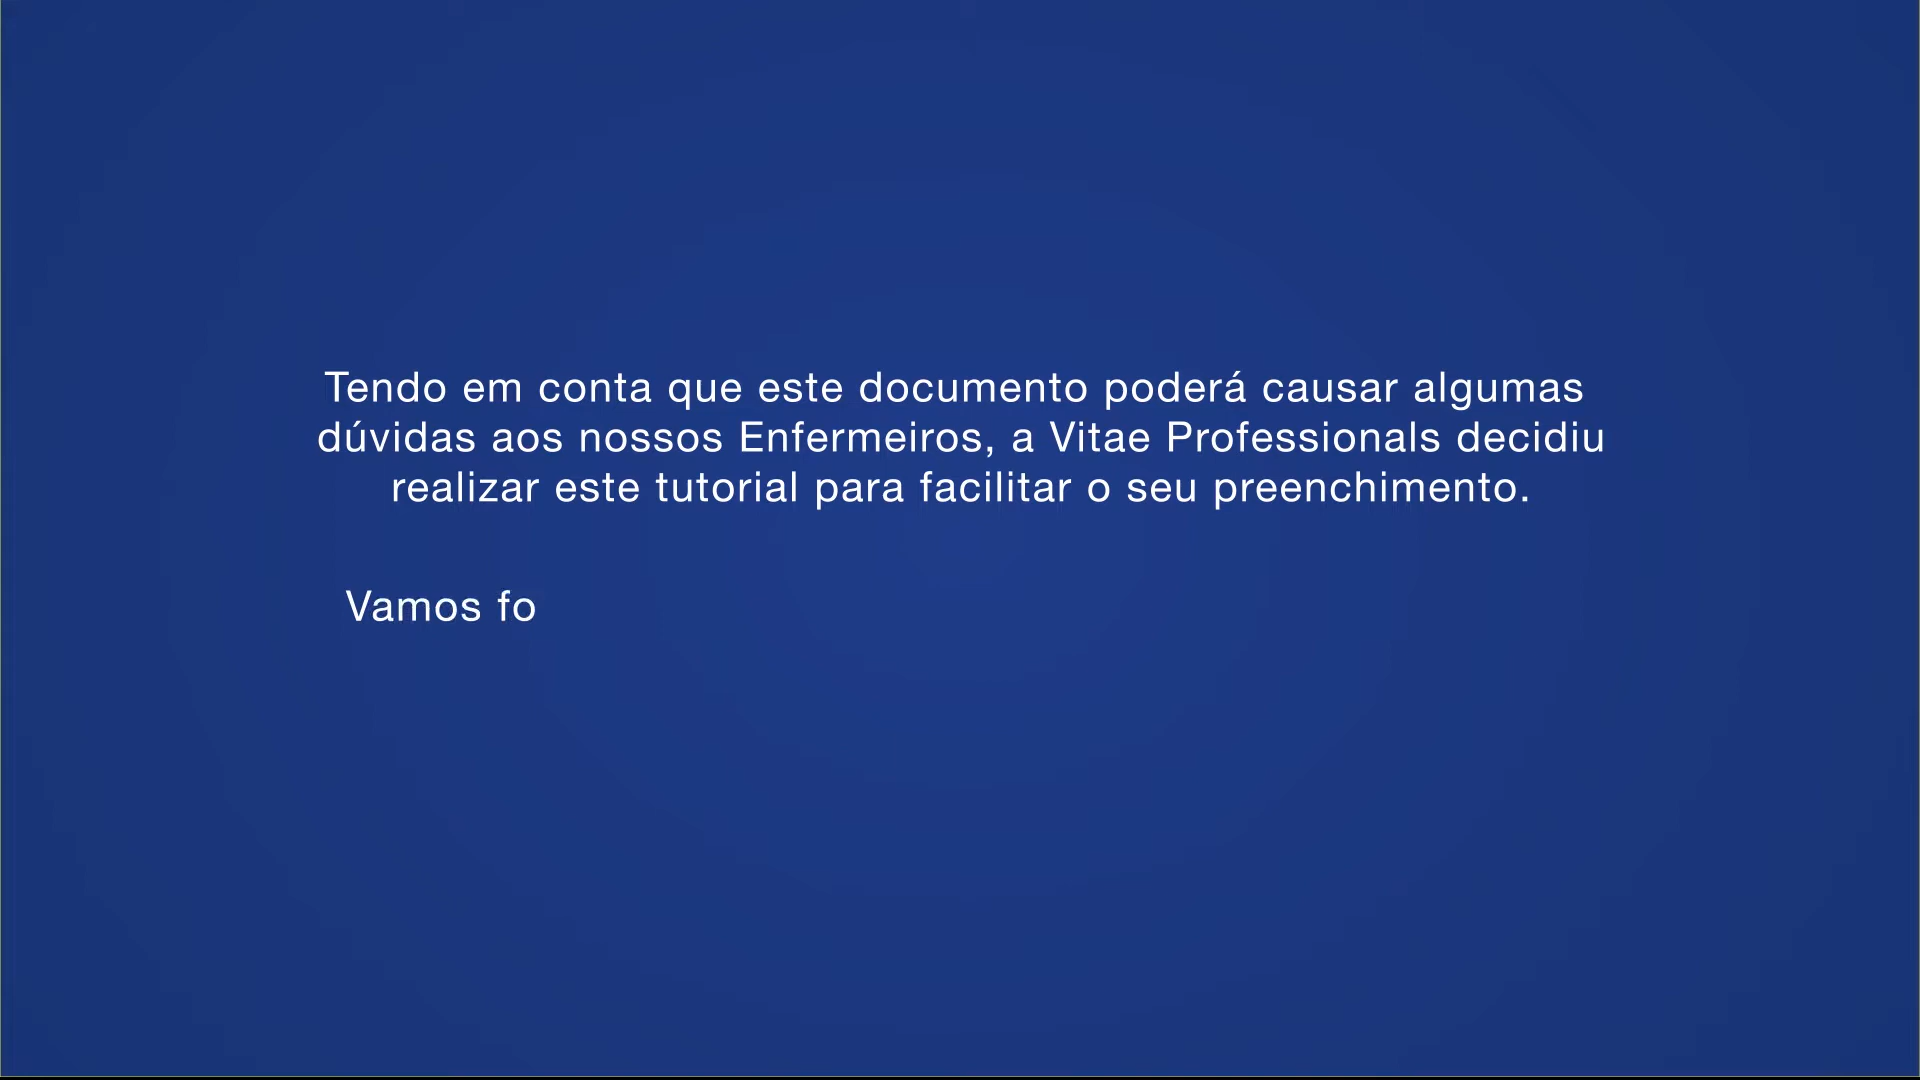 Tendo em conta que este documento poderá causar algumas
dúvidas aos nossos Enfermeiros, a Vitae Professionals decidiu
realizar este tutorial para facilitar o seu preenchimento.
Vamos fo